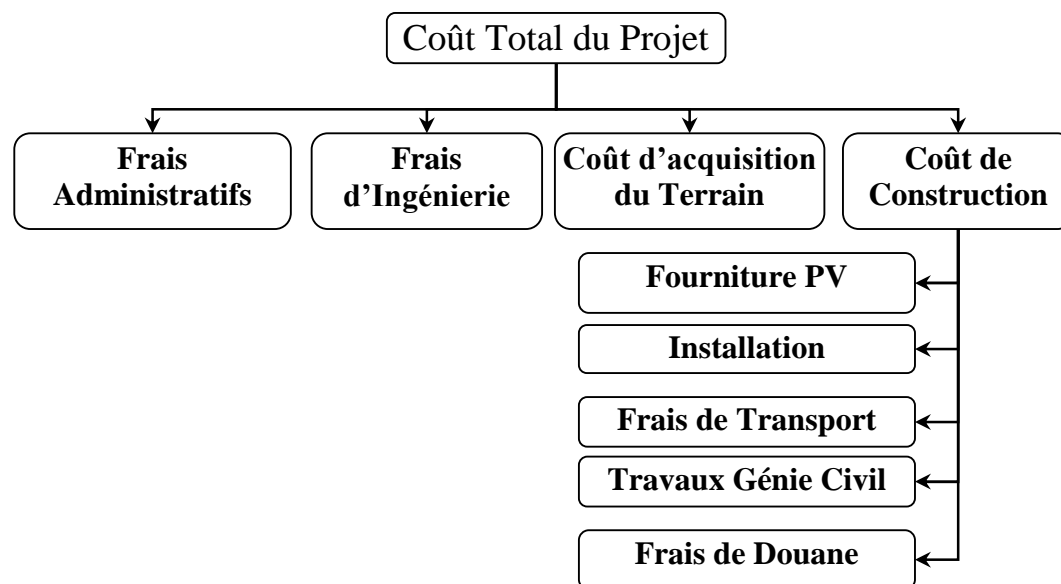 Coût Total du Projet
Frais
Administratifs
Frais
d’Ingénierie
Coût d’acquisition
du Terrain
Coût de
Construction
Fourniture PV
Installation
Frais de Transport
Travaux Génie Civil
Frais de Douane